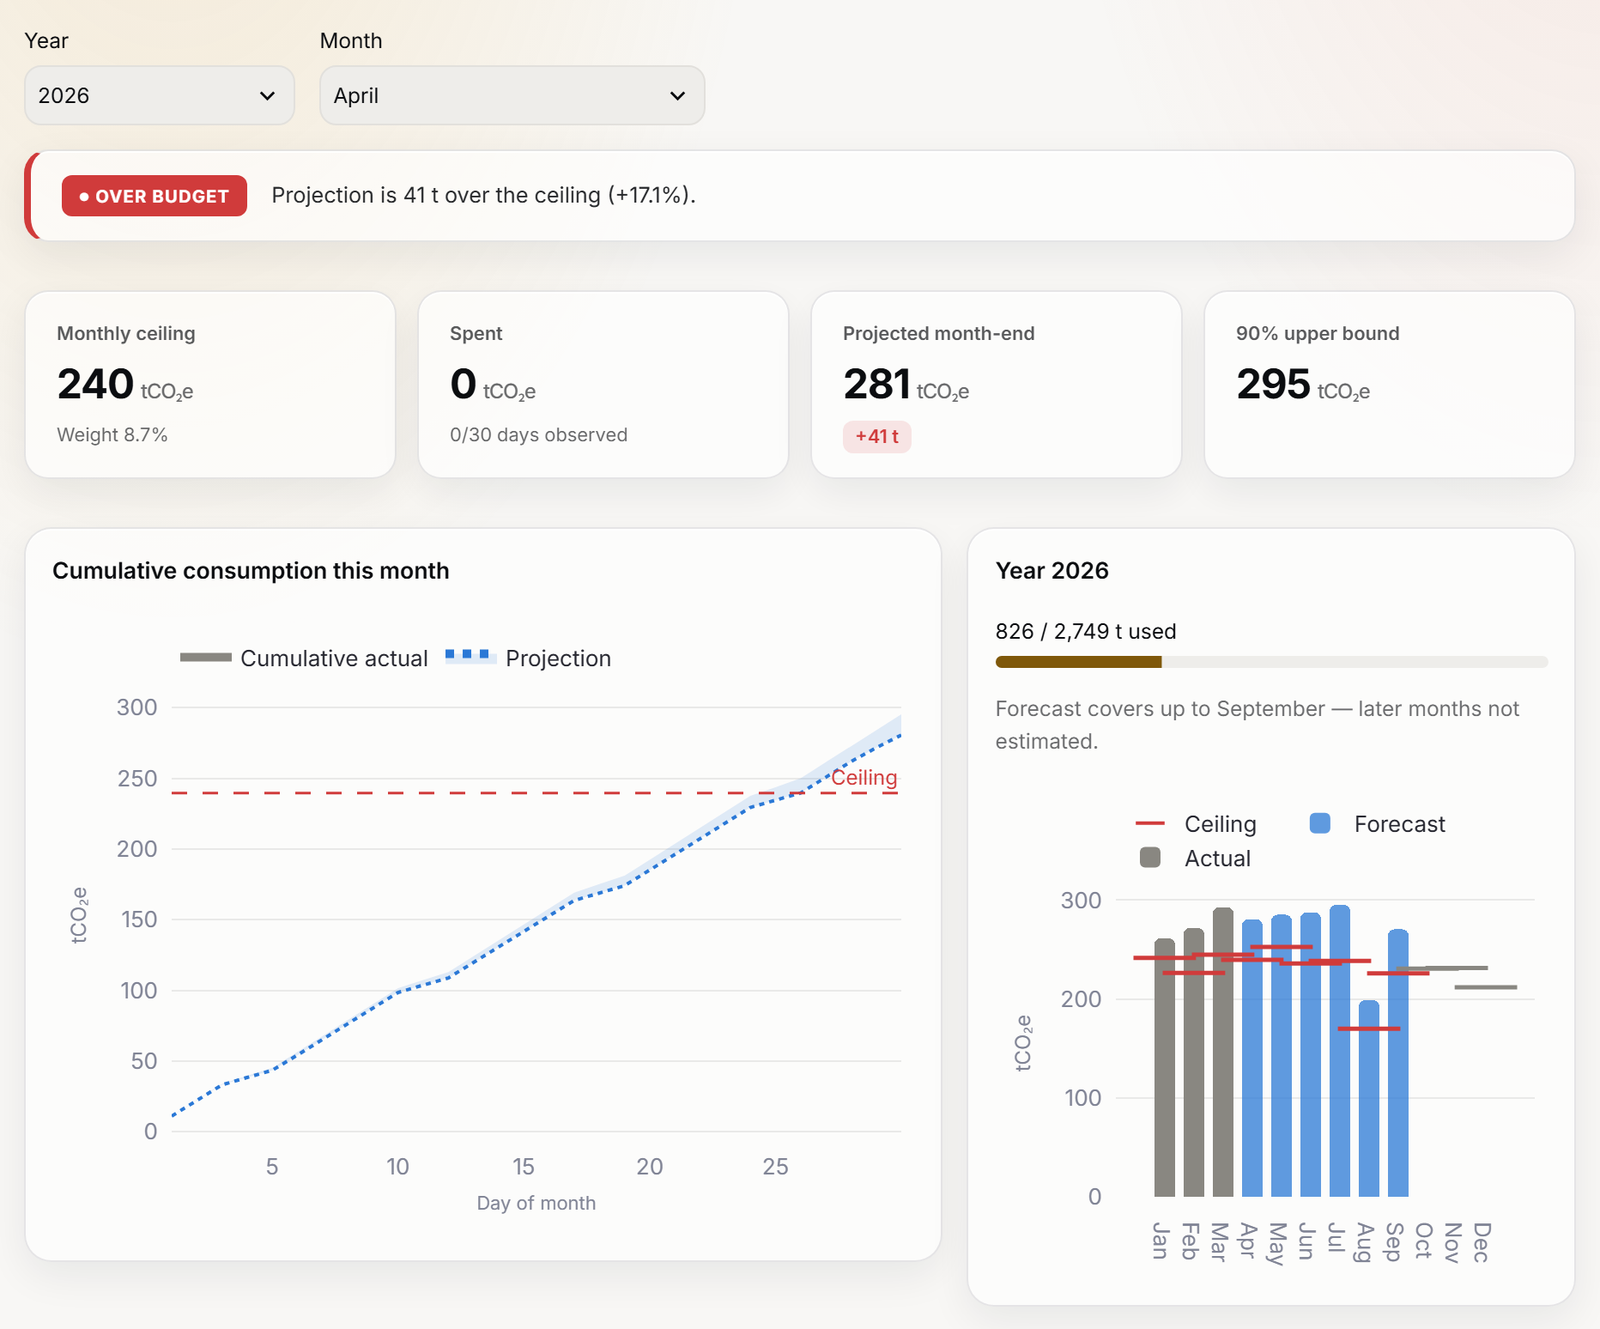 Year
Month
2026
April
OVER BUDGET
Projection is 41 t over the ceiling (+17.1%).
Monthly ceiling
240 tCO₂e
Weight 8.7%
Spent
0 tCO₂e
0/30 days observed
Projected month-end
281 tCO₂e
+41 t
90% upper bound
295 tCO₂e
Cumulative consumption this month
Cumulative actual
Projection
300
250
200
150
100
50
0
tCO₂e
Ceiling
5
10
15
20
25
Day of month
Year 2026
826 / 2,749 t used
Forecast covers up to September — later months not
estimated.
Ceiling
Forecast
Actual
300
200
100
0
tCO₂e
Jan
Feb
Mar
Apr
May
Jun
Jul
Aug
Sep
Oct
Nov
Dec